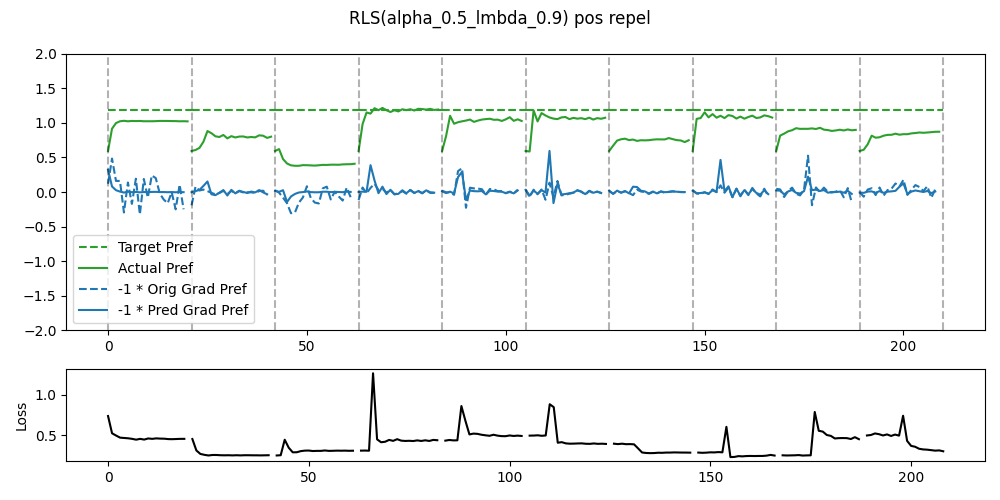 RLS(alpha_0.5_lmbda_0.9) pos repel
2.0
1.5
1.0
0.5
0.0
−0.5
−1.0
−1.5
−2.0
Target Pref
Actual Pref
-1 * Orig Grad Pref
-1 * Pred Grad Pref
0 50 100 150 200
Loss
1.0
0.5
0 50 100 150 200